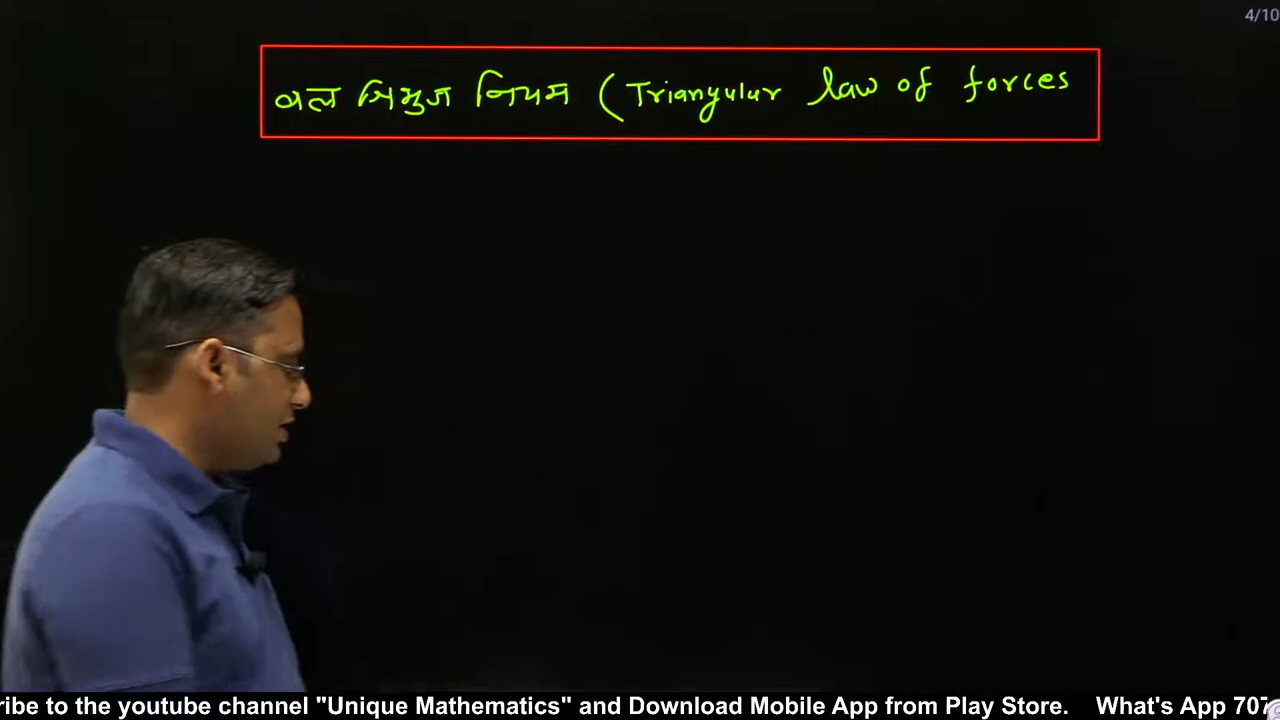 4/10
बल त्रिभुज नियम (Triangular law of forces
ribe to the youtube channel "Unique Mathematics" and Download Mobile App from Play Store. What's App 707